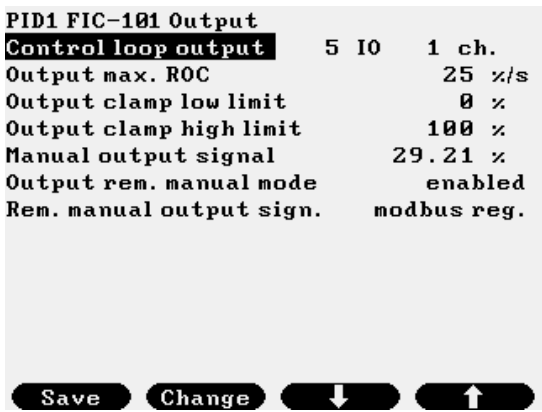 PID1 FIC-101 Output
Control loop output 5 IO 1 ch.
Output max. ROC 25 %/s
Output clamp low limit 0 %
Output clamp high limit 100 %
Manual output signal 29.21 %
Output rem. manual mode enabled
Rem. manual output sign. modbus reg.
Save Change ↓ ↑